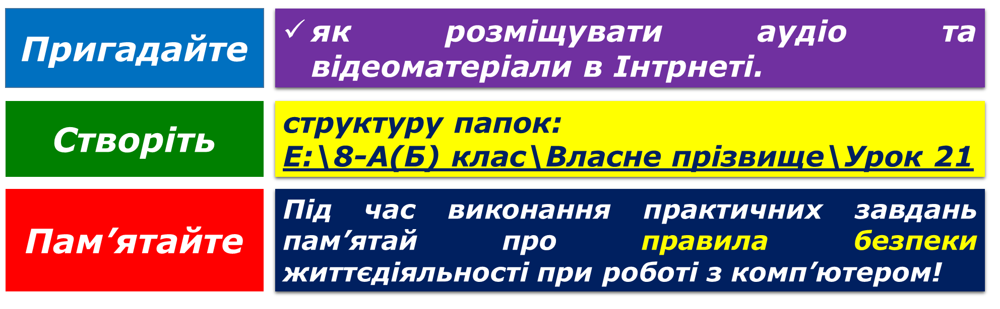 Пригадайте
✓ як розміщувати аудіо та
відеоматеріали в Інтрнеті.
Створіть
структуру папок:
Е:\8-А(Б) клас\Власне прізвище\Урок 21
Пам’ятайте
Під час виконання практичних завдань
пам’ятай про правила безпеки
життєдіяльності при роботі з комп’ютером!